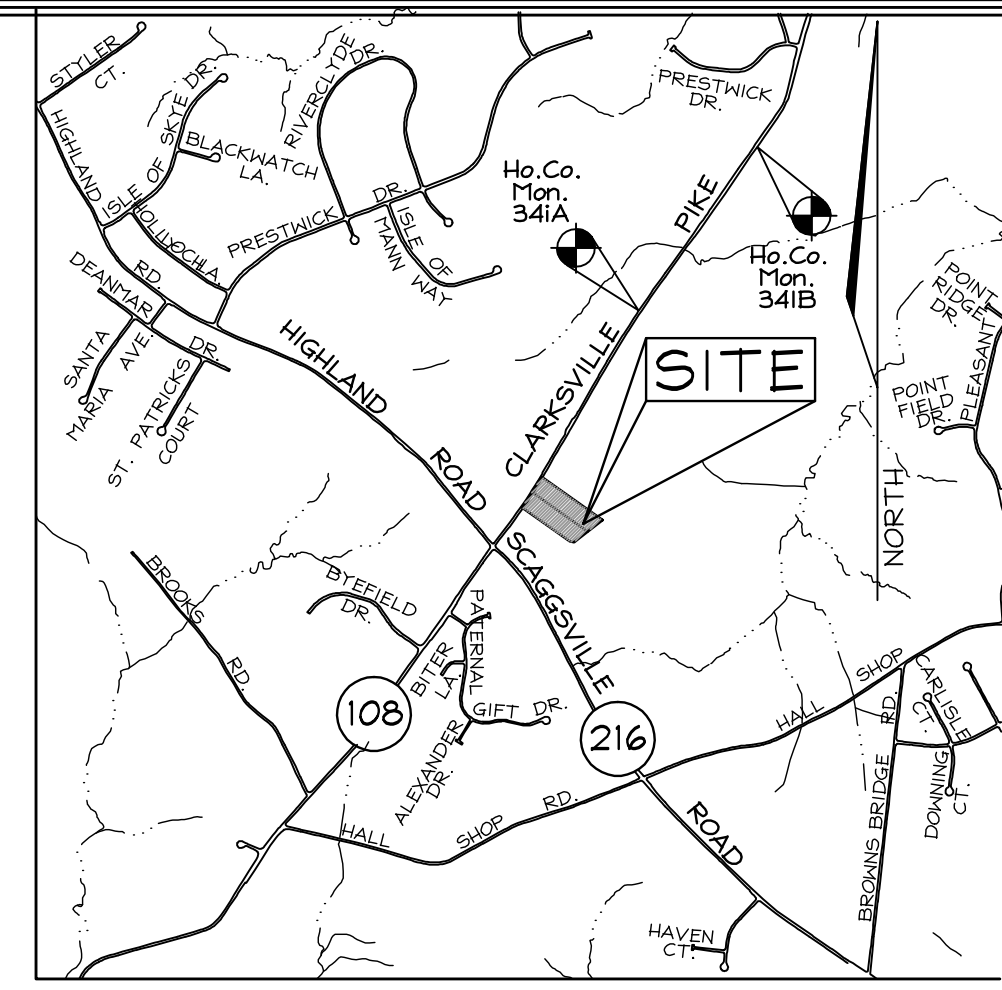 STYLER
CT.
HIGHLAND
ISLE OF SKYE DR.
BLACKWATCH
LA.
RIVERCLYDE
DR.
PRESTWICK
DR.
Ho.Co.
Mon.
34iA
Ho.Co.
Mon.
34IB
PRESTWICK DR.
ISLE OF
MANN WAY
HOLLOCH LA.
RD.
DEANMAR
DR.
SANTA
MARIA AVE.
ST. PATRICKS
COURT
HIGHLAND ROAD
CLARKSVILLE PIKE
SITE
POINT
RIDGE
DR.
POINT
FIELD
DR.
PLEASANT
NORTH
SCAGGSVILLE
BROOKS RD.
BYEFIELD
DR.
PATERNAL
GIFT DR.
BITER
LA.
ALEXANDER
DR.
108
216
HALL SHOP RD.
HALL SHOP
RD.
CARLISLE
CT.
DOWNING
CT.
BROWNS BRIDGE
ROAD
HAVEN
CT.